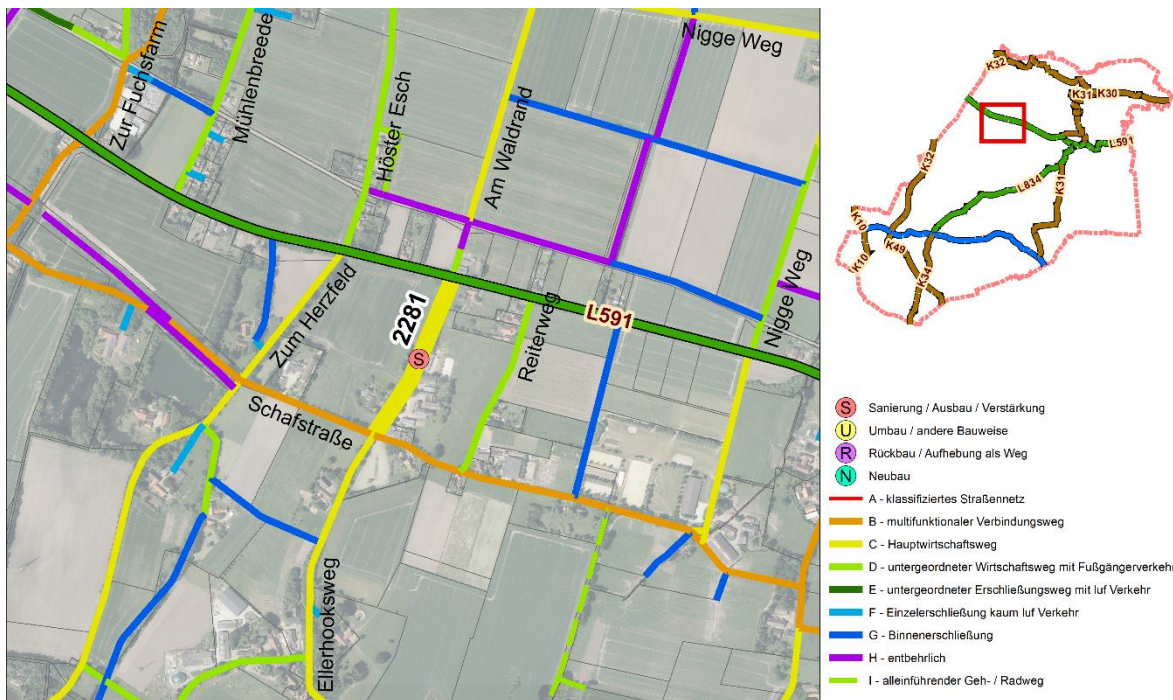 Nigge Weg
Zur Fuchsfarm
Mühlenbreede
Höster Esch
Am Waldrand
Zum Herzfeld
2281
S
Reiterweg
L591
Nigge Weg
Schafstraße
Ellerhooksweg
K32
K31
K30
L591
K32
L834
K31
K10
K49
K10
K34
S Sanierung / Ausbau / Verstärkung
U Umbau / andere Bauweise
R Rückbau / Aufhebung als Weg
N Neubau
A - klassifiziertes Straßennetz
B - multifunktionaler Verbindungsweg
C - Hauptwirtschaftsweg
D - untergeordneter Wirtschaftsweg mit Fußgängerverkehr
E - untergeordneter Erschließungsweg mit luf Verkehr
F - Einzelerschließung kaum luf Verkehr
G - Binnenerschließung
H - entbehrlich
I - alleinführender Geh- / Radweg